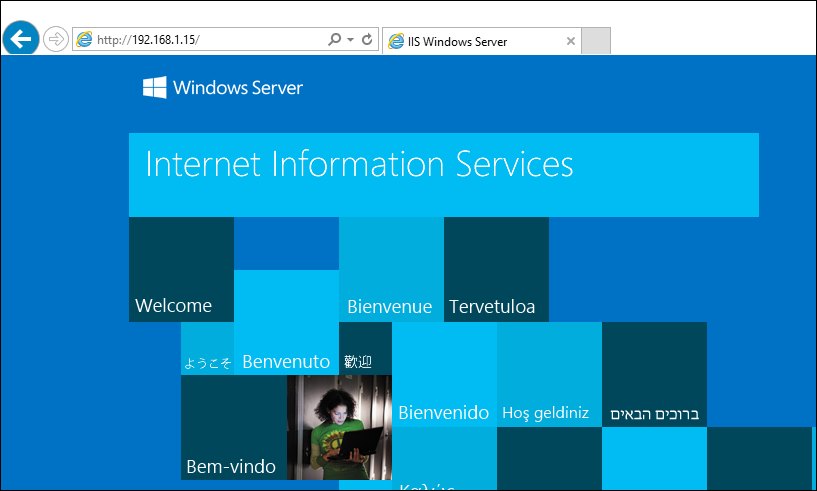 http://192.168.1.15/
IIS Windows Server
Windows Server
Internet Information Services
Welcome
Bienvenue
Tervetuloa
ようこそ
Benvenuto
歡迎
Bienvenido
Hoş geldiniz
ברוכים הבאים
Bem-vindo